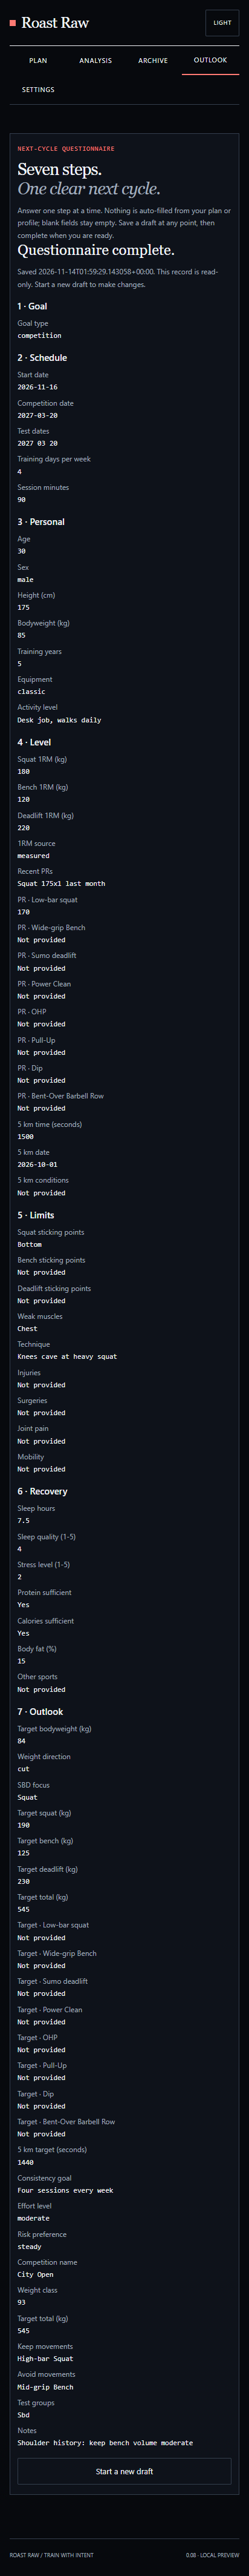 Roast Raw
LIGHT
PLAN
ANALYSIS
ARCHIVE
OUTLOOK
SETTINGS
NEXT-CYCLE QUESTIONNAIRE
Seven steps.
One clear next cycle.
Answer one step at a time. Nothing is auto-filled from your plan or
profile; blank fields stay empty. Save a draft at any point, then
complete when you are ready.
Questionnaire complete.
Saved 2026-11-14T01:59:29.143058+00:00. This record is read-
only. Start a new draft to make changes.
1 · Goal
Goal type
competition
2 · Schedule
Start date
2026-11-16
Competition date
2027-03-20
Test dates
2027 03 20
Training days per week
4
Session minutes
90
3 · Personal
Age
30
Sex
male
Height (cm)
175
Bodyweight (kg)
85
Training years
5
Equipment
classic
Activity level
Desk job, walks daily
4 · Level
Squat 1RM (kg)
180
Bench 1RM (kg)
120
Deadlift 1RM (kg)
220
1RM source
measured
Recent PRs
Squat 175x1 last month
PR · Low-bar squat
170
PR · Wide-grip Bench
Not provided
PR · Sumo deadlift
Not provided
PR · Power Clean
Not provided
PR · OHP
Not provided
PR · Pull-Up
Not provided
PR · Dip
Not provided
PR · Bent-Over Barbell Row
Not provided
5 km time (seconds)
1500
5 km date
2026-10-01
5 km conditions
Not provided
5 · Limits
Squat sticking points
Bottom
Bench sticking points
Not provided
Deadlift sticking points
Not provided
Weak muscles
Chest
Technique
Knees cave at heavy squat
Injuries
Not provided
Surgeries
Not provided
Joint pain
Not provided
Mobility
Not provided
6 · Recovery
Sleep hours
7.5
Sleep quality (1-5)
4
Stress level (1-5)
2
Protein sufficient
Yes
Calories sufficient
Yes
Body fat (%)
15
Other sports
Not provided
7 · Outlook
Target bodyweight (kg)
84
Weight direction
cut
SBD focus
Squat
Target squat (kg)
190
Target bench (kg)
125
Target deadlift (kg)
230
Target total (kg)
545
Target · Low-bar squat
Not provided
Target · Wide-grip Bench
Not provided
Target · Sumo deadlift
Not provided
Target · Power Clean
Not provided
Target · OHP
Not provided
Target · Pull-Up
Not provided
Target · Dip
Not provided
Target · Bent-Over Barbell Row
Not provided
5 km target (seconds)
1440
Consistency goal
Four sessions every week
Effort level
moderate
Risk preference
steady
Competition name
City Open
Weight class
93
Target total (kg)
545
Keep movements
High-bar Squat
Avoid movements
Mid-grip Bench
Test groups
Sbd
Notes
Shoulder history: keep bench volume moderate
Start a new draft
ROAST RAW / TRAIN WITH INTENT
0.08 · LOCAL PREVIEW